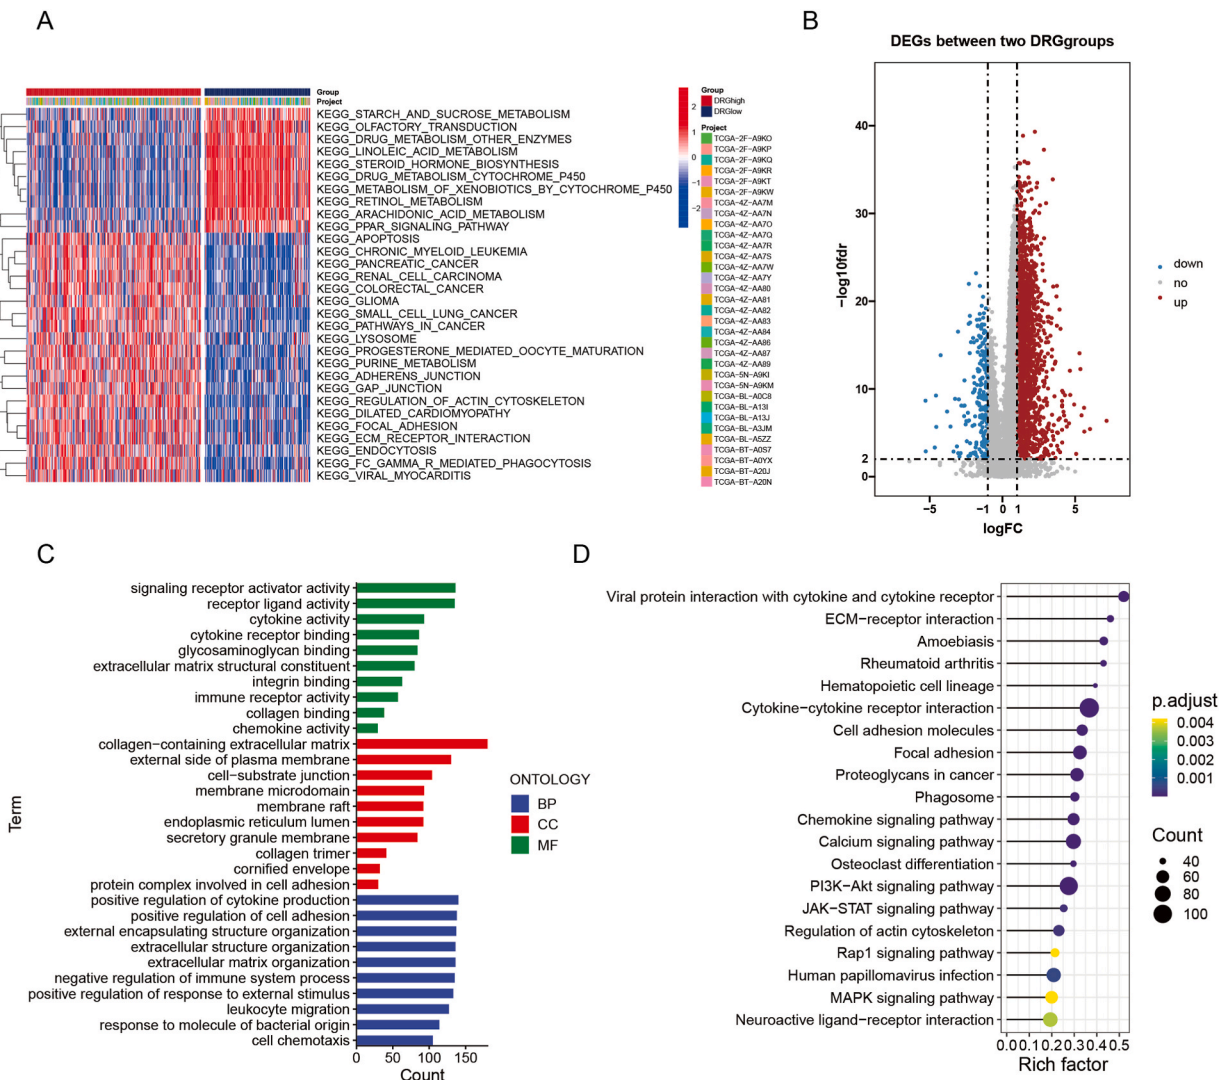 A
Group
Project
KEGG_STARCH_AND_SUCROSE_METABOLISM
KEGG_OLFACTORY_TRANSDUCTION
KEGG_DRUG_METABOLISM_OTHER_ENZYMES
KEGG_LINOLEIC_ACID_METABOLISM
KEGG_STEROID_HORMONE_BIOSYNTHESIS
KEGG_DRUG_METABOLISM_CYTOCHROME_P450
KEGG_METABOLISM_OF_XENOBIOTICS_BY_CYTOCHROME_P450
KEGG_RETINOL_METABOLISM
KEGG_ARACHIDONIC_ACID_METABOLISM
KEGG_PPAR_SIGNALING_PATHWAY
KEGG_APOPTOSIS
KEGG_CHRONIC_MYELOID_LEUKEMIA
KEGG_PANCREATIC_CANCER
KEGG_RENAL_CELL_CARCINOMA
KEGG_COLORECTAL_CANCER
KEGG_GLIOMA
KEGG_SMALL_CELL_LUNG_CANCER
KEGG_PATHWAYS_IN_CANCER
KEGG_LYSOSOME
KEGG_PROGESTERONE_MEDIATED_OOCYTE_MATURATION
KEGG_PURINE_METABOLISM
KEGG_ADHERENS_JUNCTION
KEGG_GAP_JUNCTION
KEGG_REGULATION_OF_ACTIN_CYTOSKELETON
KEGG_DILATED_CARDIOMYOPATHY
KEGG_FOCAL_ADHESION
KEGG_ECM_RECEPTOR_INTERACTION
KEGG_ENDOCYTOSIS
KEGG_FC_GAMMA_R_MEDIATED_PHAGOCYTOSIS
KEGG_VIRAL_MYOCARDITIS
2
1
0
−1
−2
Group
DRGhigh
DRGlow
Project
TCGA-2F-A9KO
TCGA-2F-A9KP
TCGA-2F-A9KQ
TCGA-2F-A9KR
TCGA-2F-A9KT
TCGA-2F-A9KW
TCGA-4Z-AA7M
TCGA-4Z-AA7N
TCGA-4Z-AA7O
TCGA-4Z-AA7Q
TCGA-4Z-AA7R
TCGA-4Z-AA7S
TCGA-4Z-AA7W
TCGA-4Z-AA7Y
TCGA-4Z-AA80
TCGA-4Z-AA81
TCGA-4Z-AA82
TCGA-4Z-AA83
TCGA-4Z-AA84
TCGA-4Z-AA86
TCGA-4Z-AA87
TCGA-4Z-AA89
TCGA-5N-A9KI
TCGA-5N-A9KM
TCGA-BL-A0C8
TCGA-BL-A13I
TCGA-BL-A13J
TCGA-BL-A3JM
TCGA-BL-A5ZZ
TCGA-BT-A0S7
TCGA-BT-A0YX
TCGA-BT-A20J
TCGA-BT-A20N
B
DEGs between two DRGgroups
−log10fdr
40
30
20
10
2
0
−5 −1 0 1 5
logFC
down
no
up
C
Term
signaling receptor activator activity
receptor ligand activity
cytokine activity
cytokine receptor binding
glycosaminoglycan binding
extracellular matrix structural constituent
integrin binding
immune receptor activity
collagen binding
chemokine activity
collagen−containing extracellular matrix
external side of plasma membrane
cell−substrate junction
membrane microdomain
membrane raft
endoplasmic reticulum lumen
secretory granule membrane
collagen trimer
cornified envelope
protein complex involved in cell adhesion
positive regulation of cytokine production
positive regulation of cell adhesion
external encapsulating structure organization
extracellular structure organization
extracellular matrix organization
negative regulation of immune system process
positive regulation of response to external stimulus
leukocyte migration
response to molecule of bacterial origin
cell chemotaxis
0 50 100 150
Count
ONTOLOGY
BP
CC
MF
D
Viral protein interaction with cytokine and cytokine receptor
ECM−receptor interaction
Amoebiasis
Rheumatoid arthritis
Hematopoietic cell lineage
Cytokine−cytokine receptor interaction
Cell adhesion molecules
Focal adhesion
Proteoglycans in cancer
Phagosome
Chemokine signaling pathway
Calcium signaling pathway
Osteoclast differentiation
PI3K−Akt signaling pathway
JAK−STAT signaling pathway
Regulation of actin cytoskeleton
Rap1 signaling pathway
Human papillomavirus infection
MAPK signaling pathway
Neuroactive ligand−receptor interaction
0.0 0.1 0.2 0.3 0.4 0.5
Rich factor
p.adjust
0.004
0.003
0.002
0.001
Count
40
60
80
100